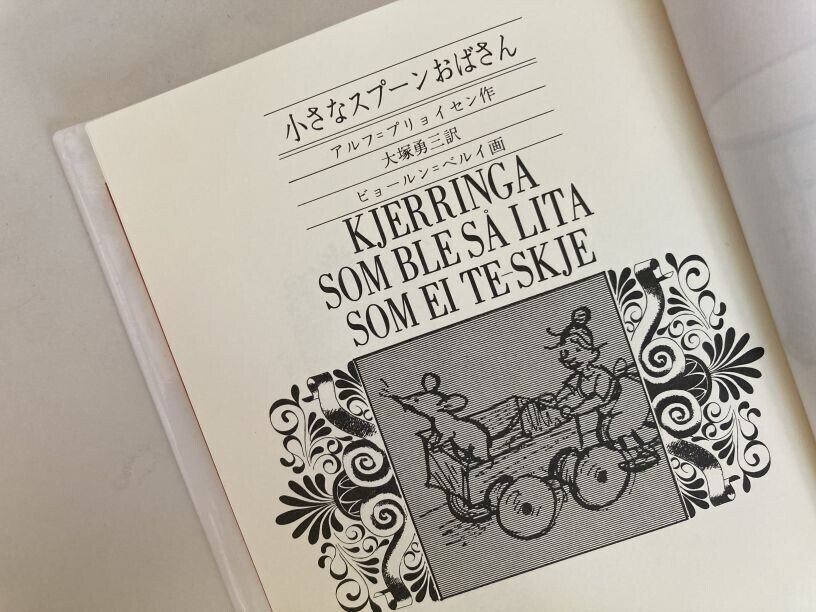 小さなスプーンおばさん
アルフ=プリョイセン作
大塚勇三訳
ビョールン=ベルイ画
KJERRINGA
SOM BLE SÅ LITA
SOM EI TE-SKJE